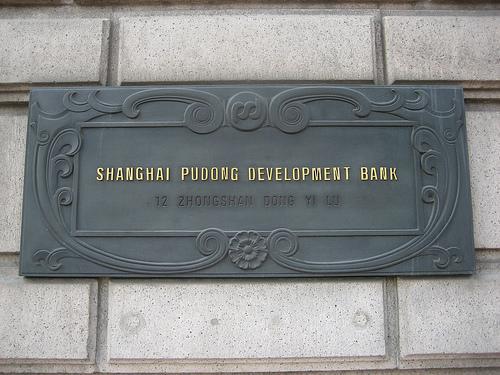 SHANGHAI PUDONG DEVELOPMENT BANK
12 ZHONGSHAN DONG YI LU